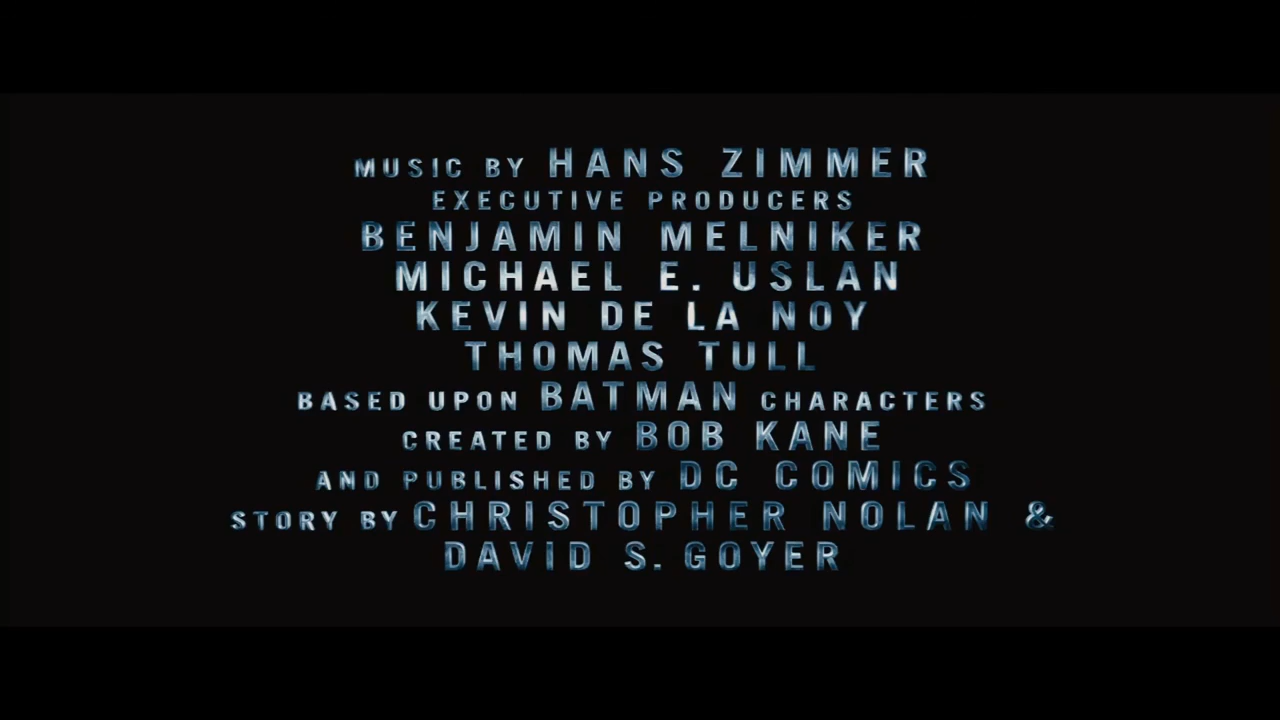 MUSIC BY HANS ZIMMER
EXECUTIVE PRODUCERS
BENJAMIN MELNIKER
MICHAEL E. USLAN
KEVIN DE LA NOY
THOMAS TULL
BASED UPON BATMAN CHARACTERS
CREATED BY BOB KANE
AND PUBLISHED BY DC COMICS
STORY BY CHRISTOPHER NOLAN &
DAVID S. GOYER